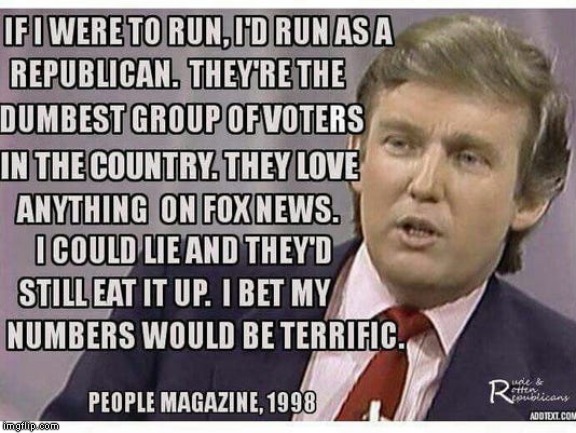 IF I WERE TO RUN, I'D RUN AS A
REPUBLICAN. THEY'RE THE
DUMBEST GROUP OF VOTERS
IN THE COUNTRY. THEY LOVE
ANYTHING ON FOX NEWS.
I COULD LIE AND THEY'D
STILL EAT IT UP. I BET MY
NUMBERS WOULD BE TERRIFIC.
PEOPLE MAGAZINE, 1998
Rude &
Rotten
Republicans
ADDTEXT.COM
imgflip.com